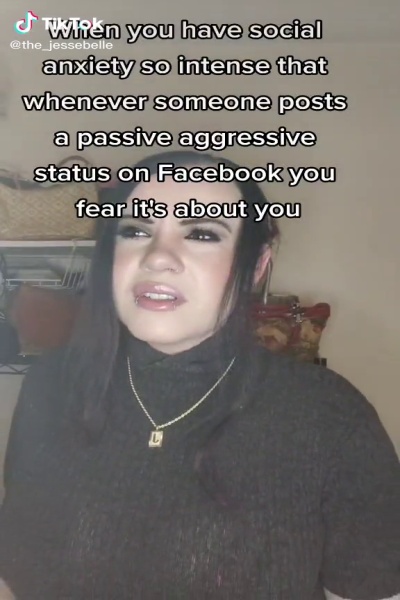 TikTok
@the_jessebelle
When you have social
anxiety so intense that
whenever someone posts
a passive aggressive
status on Facebook you
fear it's about you
L